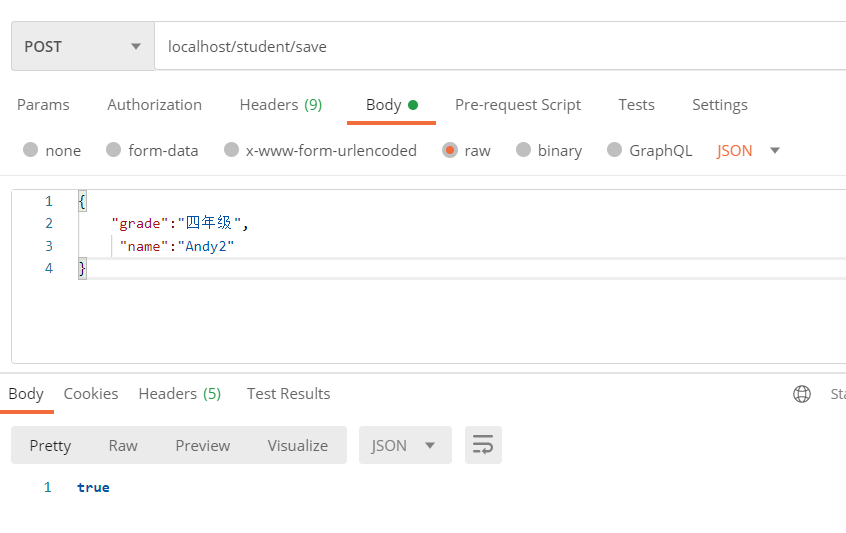 POST localhost/student/save
Params Authorization Headers (9) Body Pre-request Script Tests Settings
none form-data x-www-form-urlencoded raw binary GraphQL JSON
1 {
2 "grade":"四年级",
3 "name":"Andy2"
4 }
Body Cookies Headers (5) Test Results
Pretty Raw Preview Visualize JSON
1 true